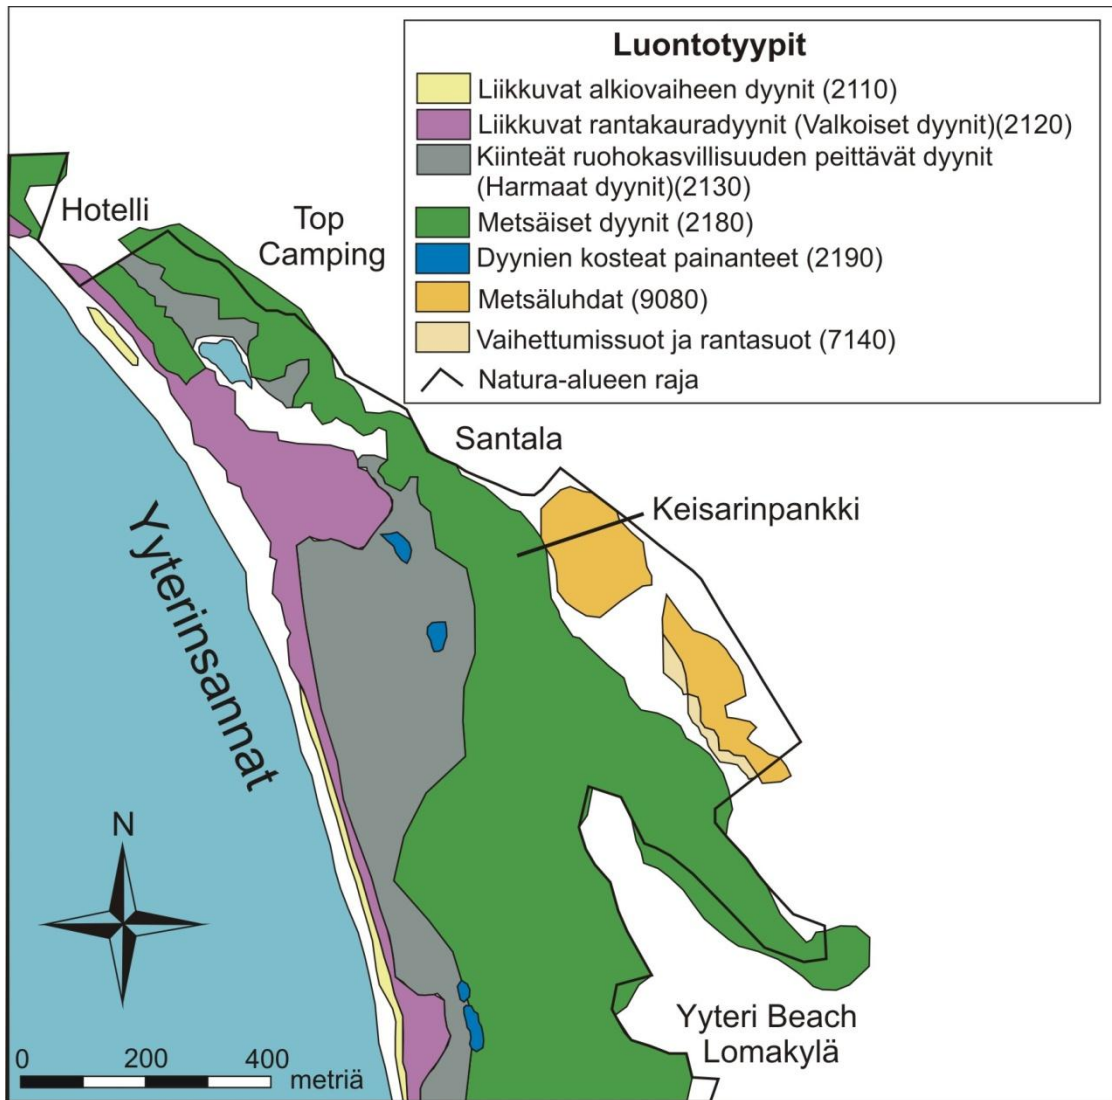 Luontotyypit
Liikkuvat alkiovaiheen dyynit (2110)
Liikkuvat rantakauradyynit (Valkoiset dyynit)(2120)
Kiinteät ruohokasvillisuuden peittävät dyynit
(Harmaat dyynit)(2130)
Metsäiset dyynit (2180)
Dyynien kosteat painanteet (2190)
Metsäluhdat (9080)
Vaihettumissuot ja rantasuot (7140)
Natura-alueen raja
Hotelli
Top
Camping
Santala
Keisarinpankki
Yyterinsannat
N
Yyteri Beach
Lomakylä
0 200 400
metriä